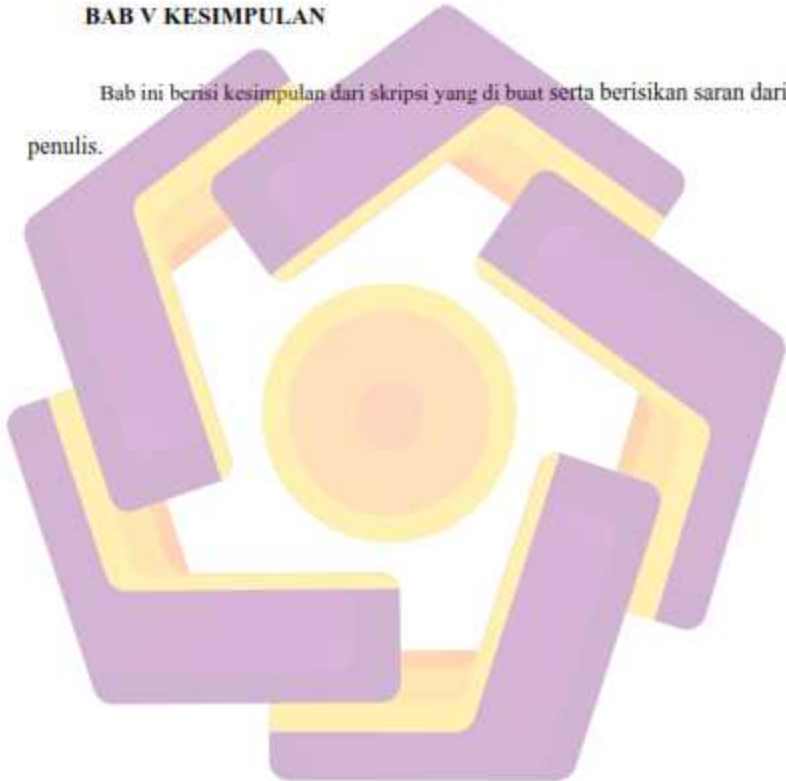 BAB V KESIMPULAN
Bab ini berisi kesimpulan dari skripsi yang di buat serta berisikan saran dari
penulis.